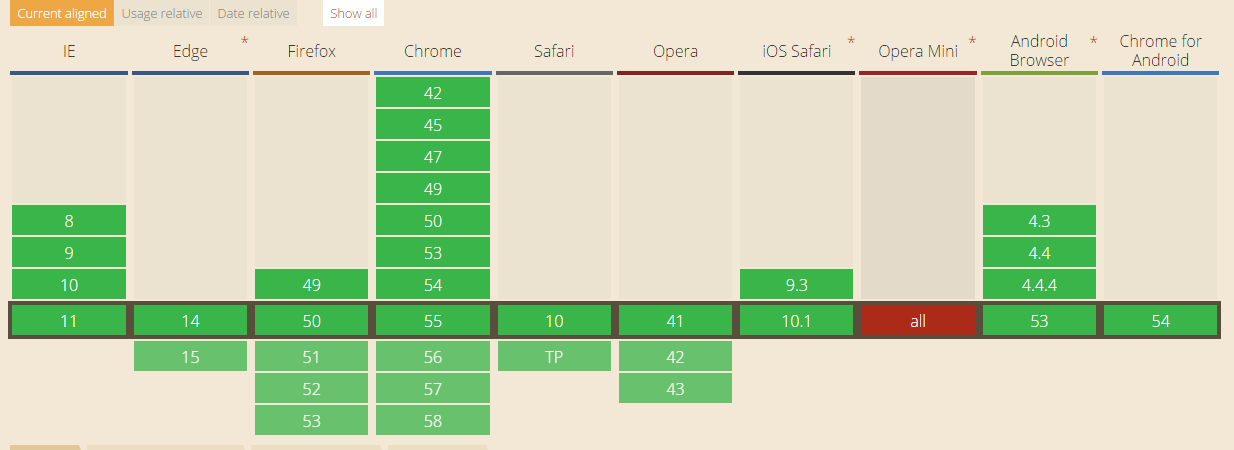 Current aligned Usage relative Date relative Show all
IE Edge * Firefox Chrome Safari Opera iOS Safari * Opera Mini * Android Browser * Chrome for Android
42
45
47
49
8 50 4.3
9 53 4.4
10 49 54 9.3 4.4.4
11 14 50 55 10 41 10.1 all 53 54
15 51 56 TP 42
52 57 43
53 58